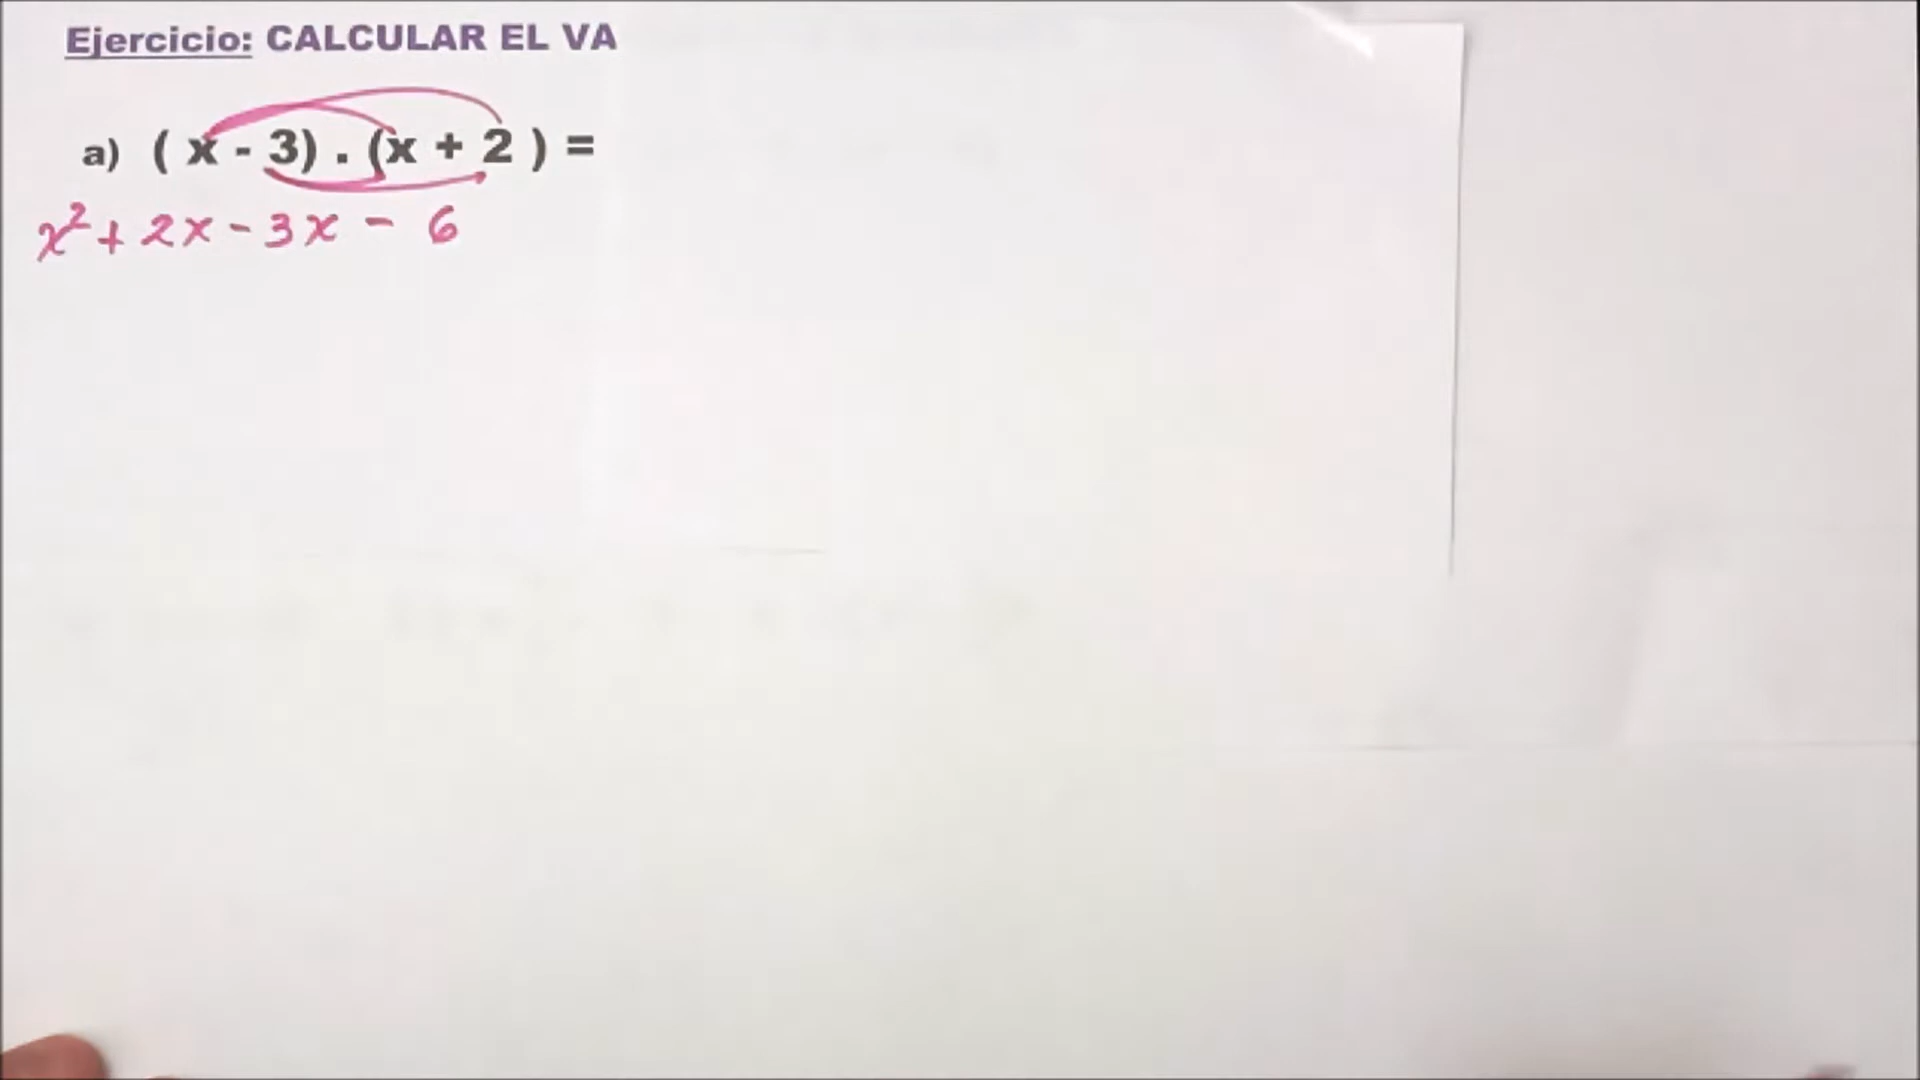 Ejercicio: CALCULAR EL VA
a) ( x - 3) . (x + 2 ) =
x² + 2x - 3x - 6